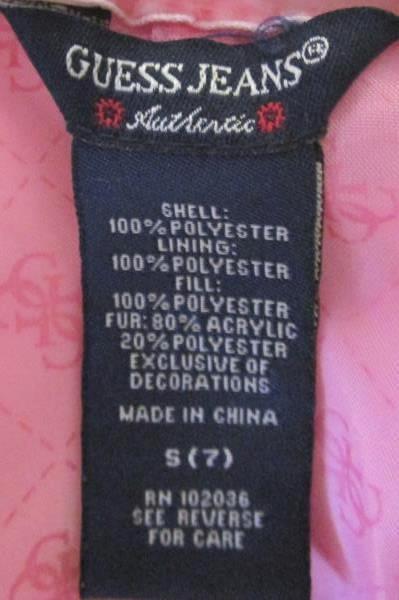 GUESS JEANS®
Authentic
SHELL:
100% POLYESTER
LINING:
100% POLYESTER
FILL:
100% POLYESTER
FUR: 80% ACRYLIC
20% POLYESTER
EXCLUSIVE OF
DECORATIONS
MADE IN CHINA
S (7)
RN 102036
SEE REVERSE
FOR CARE